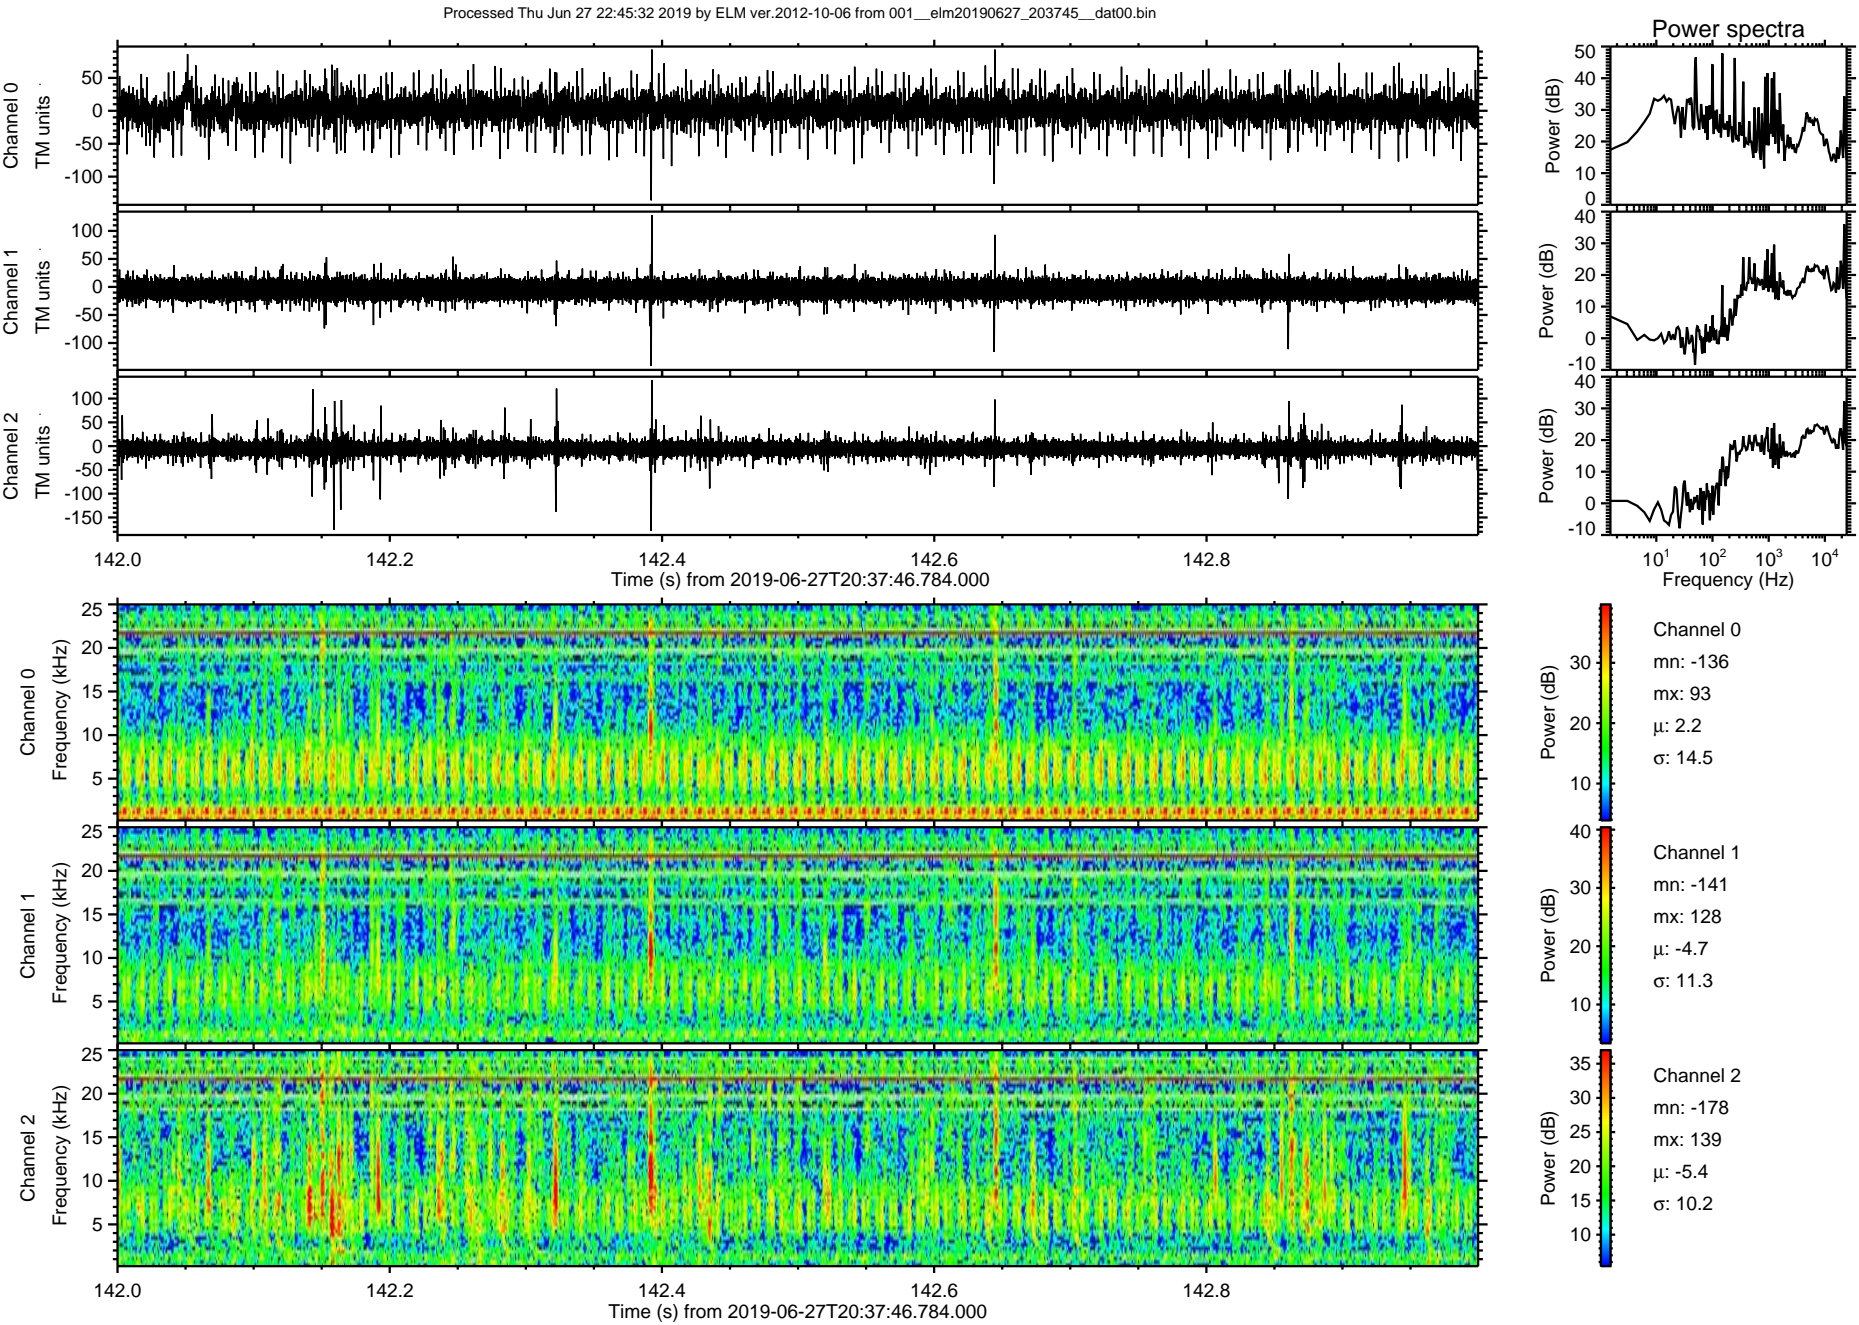 Processed Thu Jun 27 22:45:32 2019 by ELM ver.2012-10-06 from 001__elm20190627_203745__dat00.bin
Power spectra
Channel 0
TM units
50
0
-50
-100
Power (dB)
50
40
30
20
10
0
Channel 1
TM units
100
50
0
-50
-100
Power (dB)
40
30
20
10
0
-10
Channel 2
TM units
100
50
0
-50
-100
-150
Power (dB)
40
30
20
10
0
-10
142.0 142.2 142.4 142.6 142.8
Time (s) from 2019-06-27T20:37:46.784.000
10¹ 10² 10³ 10⁴
Frequency (Hz)
Channel 0
Frequency (kHz)
25
20
15
10
5
Power (dB)
30
20
10
Channel 0
mn: -136
mx: 93
µ: 2.2
σ: 14.5
Channel 1
Frequency (kHz)
25
20
15
10
5
Power (dB)
40
30
20
10
Channel 1
mn: -141
mx: 128
µ: -4.7
σ: 11.3
Channel 2
Frequency (kHz)
25
20
15
10
5
Power (dB)
35
30
25
20
15
10
Channel 2
mn: -178
mx: 139
µ: -5.4
σ: 10.2
142.0 142.2 142.4 142.6 142.8
Time (s) from 2019-06-27T20:37:46.784.000